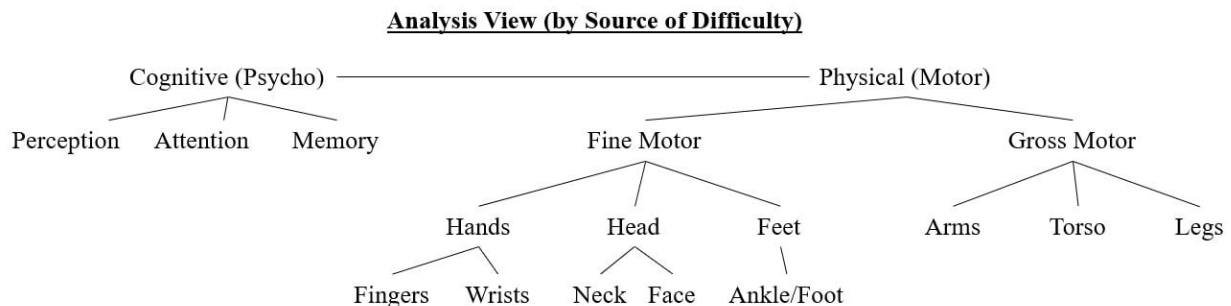 Analysis View (by Source of Difficulty)
Cognitive (Psycho) Physical (Motor)
Perception Attention Memory Fine Motor Gross Motor
Hands Head Feet Arms Torso Legs
Fingers Wrists Neck Face Ankle/Foot